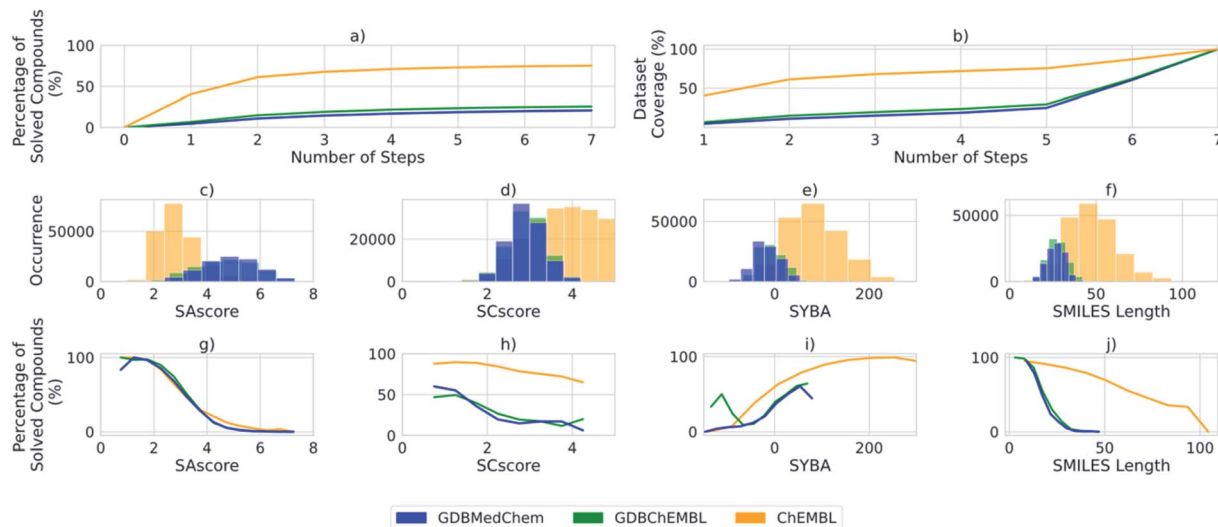 a)
Percentage of
Solved Compounds
(%)
100
50
0
0 1 2 3 4 5 6 7
Number of Steps
b)
Dataset
Coverage (%)
100
50
1 2 3 4 5 6 7
Number of Steps
c)
Occurrence
50000
0
0 2 4 6 8
SAscore
d)
20000
0
2 4
SCscore
e)
50000
0
0 200
SYBA
f)
50000
0
0 50 100
SMILES Length
g)
Percentage of
Solved Compounds
(%)
100
0
0 2 4 6 8
SAscore
h)
100
50
0
0 2 4
SCscore
i)
100
0
0 200
SYBA
j)
100
50
0
0 50 100
SMILES Length
GDBMedChem GDBChEMBL ChEMBL